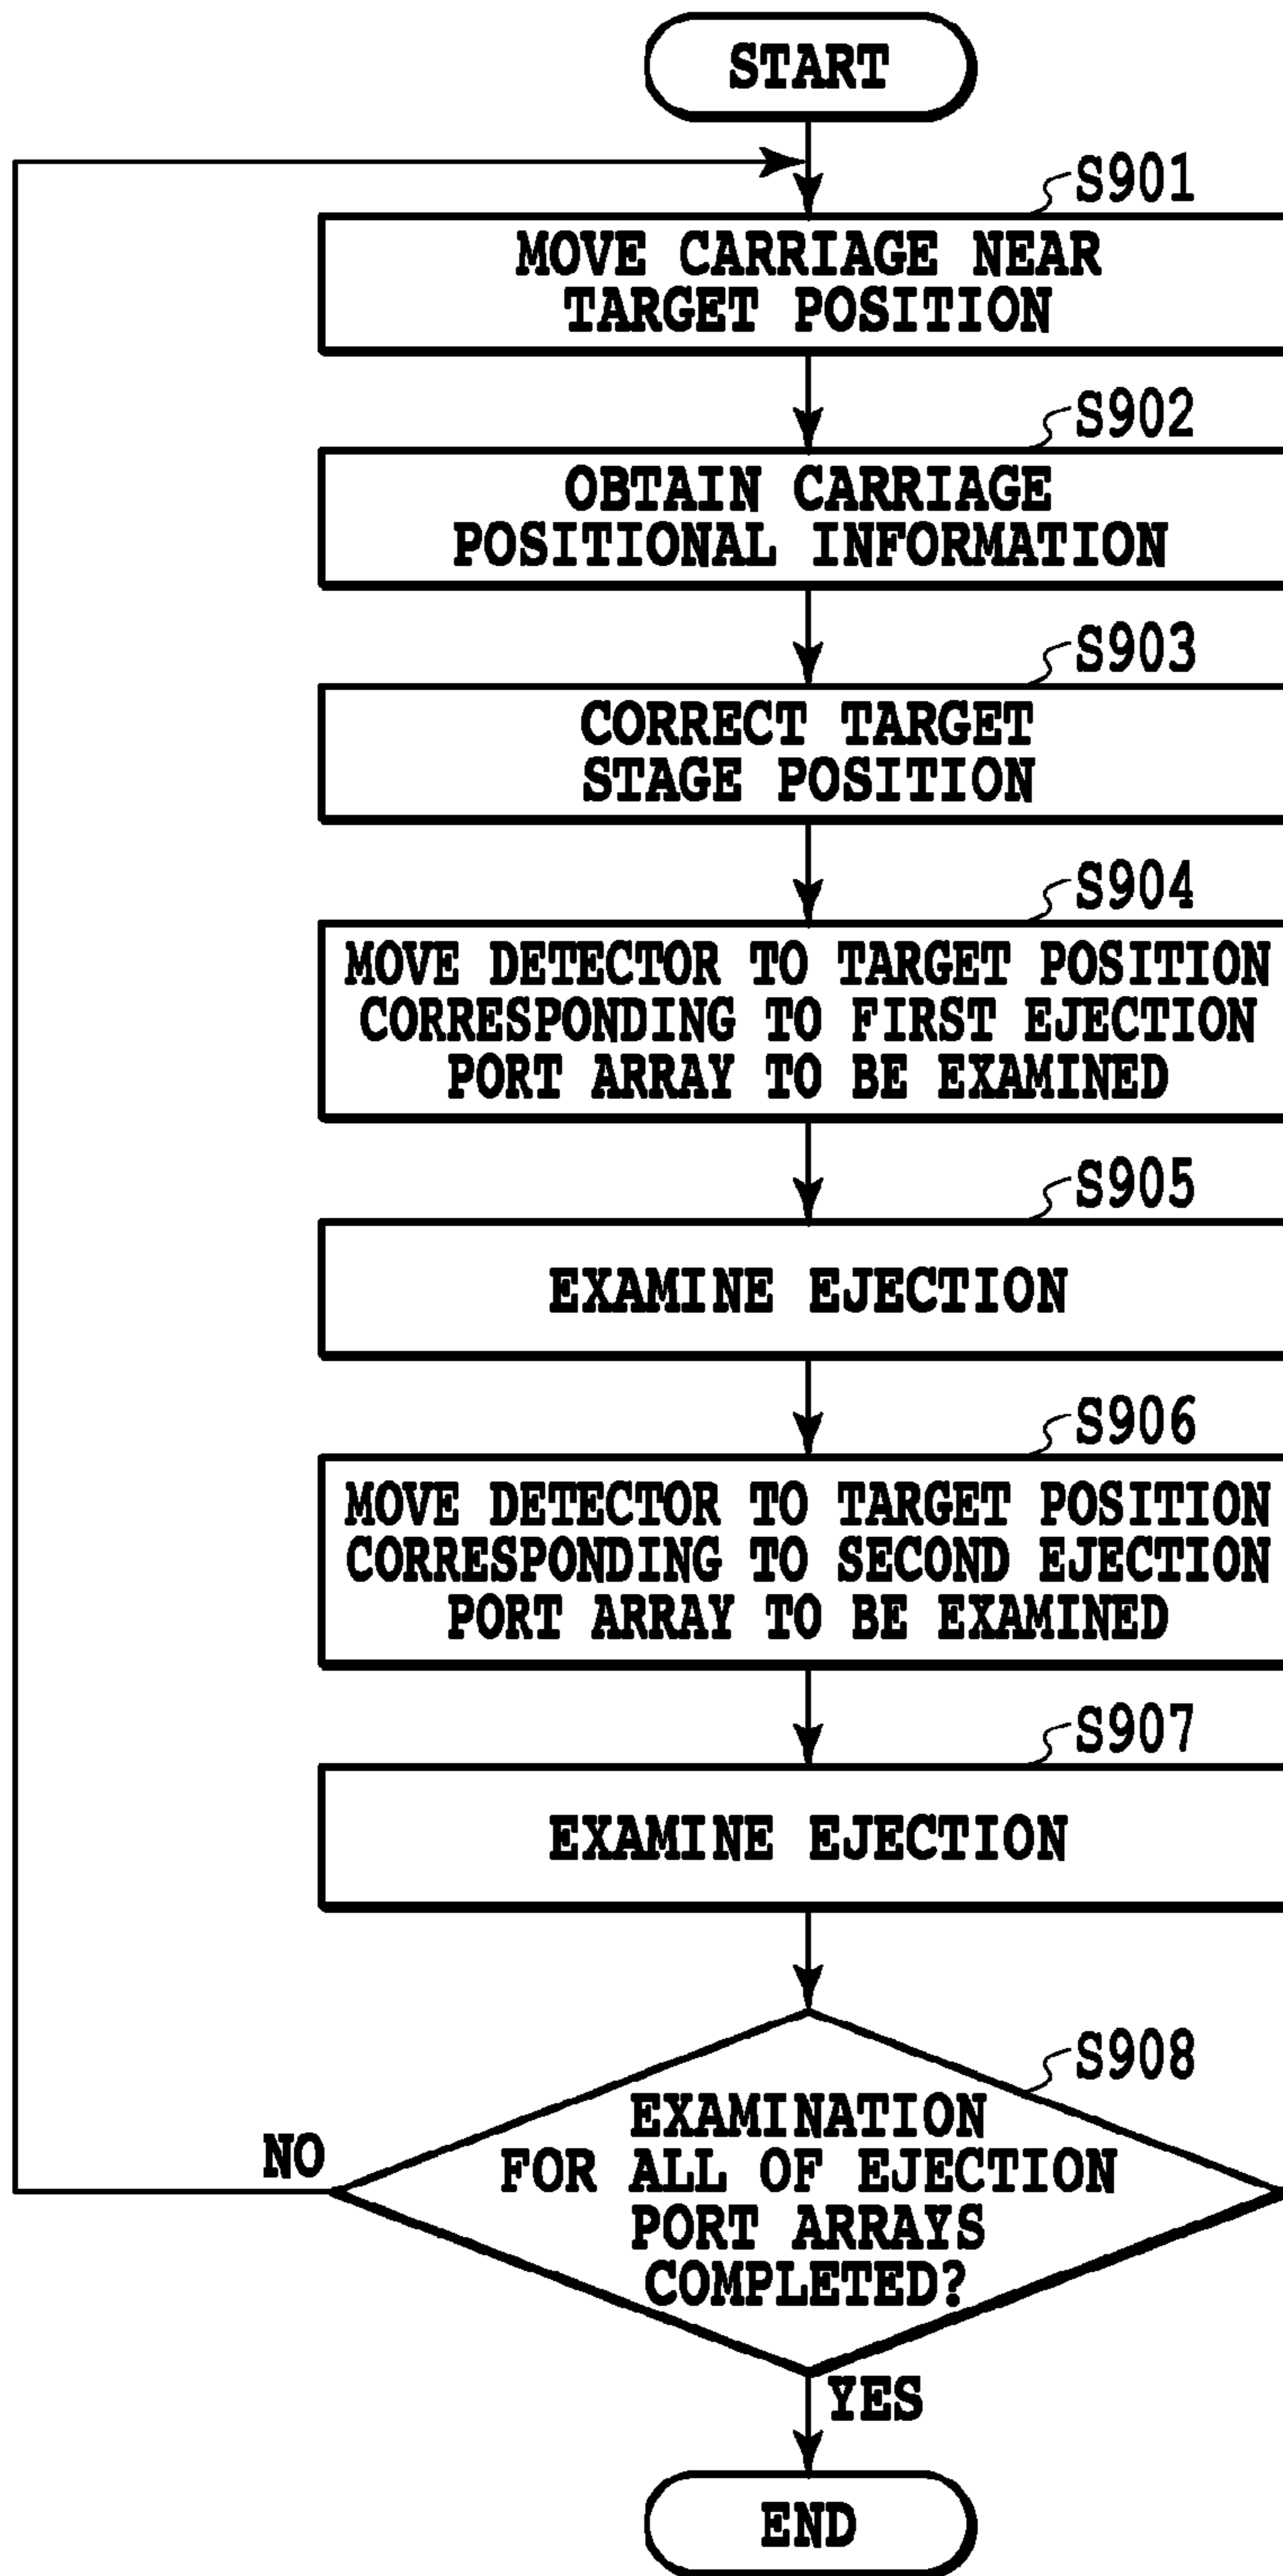 START
S901
MOVE CARRIAGE NEAR
TARGET POSITION
S902
OBTAIN CARRIAGE
POSITIONAL INFORMATION
S903
CORRECT TARGET
STAGE POSITION
S904
MOVE DETECTOR TO TARGET POSITION
CORRESPONDING TO FIRST EJECTION
PORT ARRAY TO BE EXAMINED
S905
EXAMINE EJECTION
S906
MOVE DETECTOR TO TARGET POSITION
CORRESPONDING TO SECOND EJECTION
PORT ARRAY TO BE EXAMINED
S907
EXAMINE EJECTION
S908
EXAMINATION
FOR ALL OF EJECTION
PORT ARRAYS
COMPLETED?
NO
YES
END